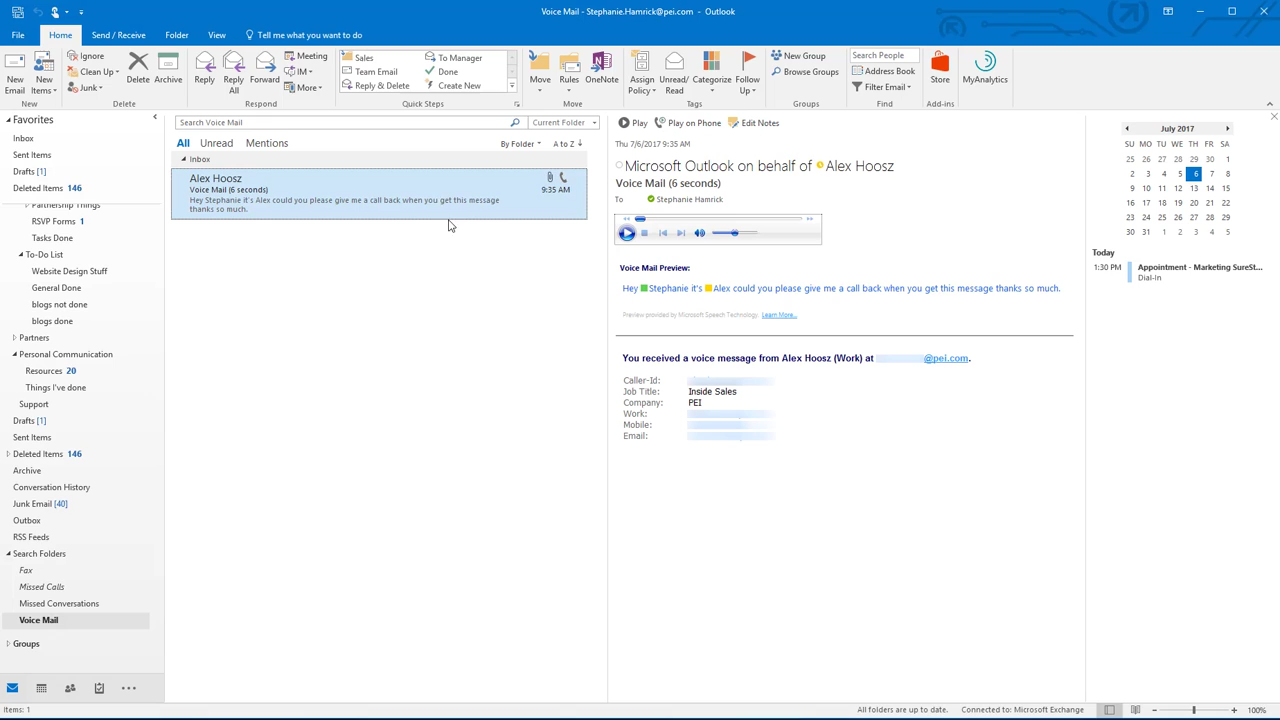 Voice Mail - Stephanie.Hamrick@pei.com - Outlook
File Home Send / Receive Folder View Tell me what you want to do
New Email
New Items
New
Ignore
Clean Up
Junk
Delete
Archive
Delete
Reply
Reply All
Forward
Meeting
IM
More
Respond
Sales
Team Email
Reply & Delete
To Manager
Done
Create New
Quick Steps
Move
Rules
OneNote
Move
Assign Policy
Unread/ Read
Categorize
Follow Up
Tags
New Group
Browse Groups
Groups
Search People
Address Book
Filter Email
Find
Store
Add-ins
MyAnalytics
Favorites
Inbox
Sent Items
Drafts [1]
Deleted Items 146
Partnership Things
RSVP Forms 1
Tasks Done
To-Do List
Website Design Stuff
General Done
blogs not done
blogs done
Partners
Personal Communication
Resources 20
Things I've done
Support
Drafts [1]
Sent Items
Deleted Items 146
Archive
Conversation History
Junk Email [40]
Outbox
RSS Feeds
Search Folders
Fax
Missed Calls
Missed Conversations
Voice Mail
Groups
Search Voice Mail
Current Folder
All Unread Mentions
By Folder A to Z
Inbox
Alex Hoosz
Voice Mail (6 seconds) 9:35 AM
Hey Stephanie it's Alex could you please give me a call back when you get this message
thanks so much.
Play Play on Phone Edit Notes
Thu 7/6/2017 9:35 AM
Microsoft Outlook on behalf of Alex Hoosz
Voice Mail (6 seconds)
To Stephanie Hamrick
Voice Mail Preview:
Hey Stephanie it's Alex could you please give me a call back when you get this message thanks so much.
Preview provided by Microsoft Speech Technology. Learn More...
You received a voice message from Alex Hoosz (Work) at @pei.com.
Caller-Id:
Job Title: Inside Sales
Company: PEI
Work:
Mobile:
Email:
July 2017
SU MO TU WE TH FR SA
25 26 27 28 29 30 1
2 3 4 5 6 7 8
9 10 11 12 13 14 15
16 17 18 19 20 21 22
23 24 25 26 27 28 29
30 31 1 2 3 4 5
Today
1:30 PM Appointment - Marketing SureSt...
Dial-In
Items: 1
All folders are up to date. Connected to: Microsoft Exchange 100%